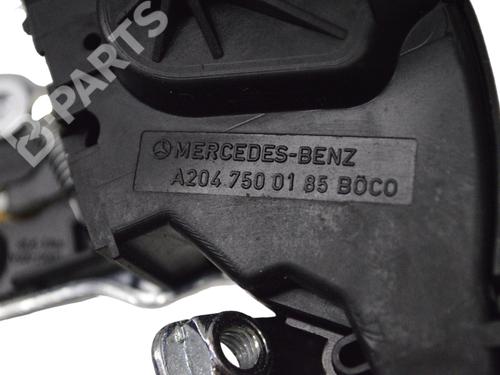 B-PARTS
MERCEDES-BENZ
A204 750 01 85 BÖCO